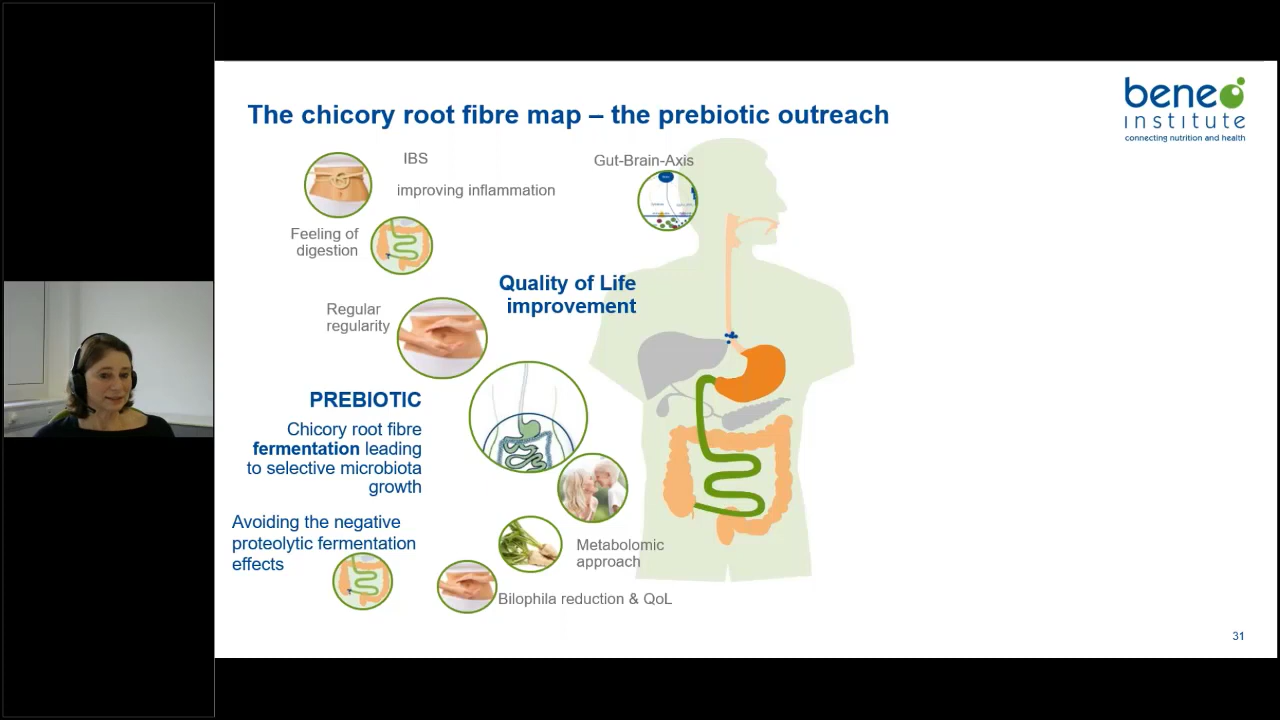 The chicory root fibre map – the prebiotic outreach
beneo
institute
connecting nutrition and health
IBS
improving inflammation
Gut-Brain-Axis
Feeling of
digestion
Quality of Life
improvement
Regular
regularity
PREBIOTIC
Chicory root fibre
fermentation leading
to selective microbiota
growth
Avoiding the negative
proteolytic fermentation
effects
Metabolomic
approach
Bilophila reduction & QoL
31